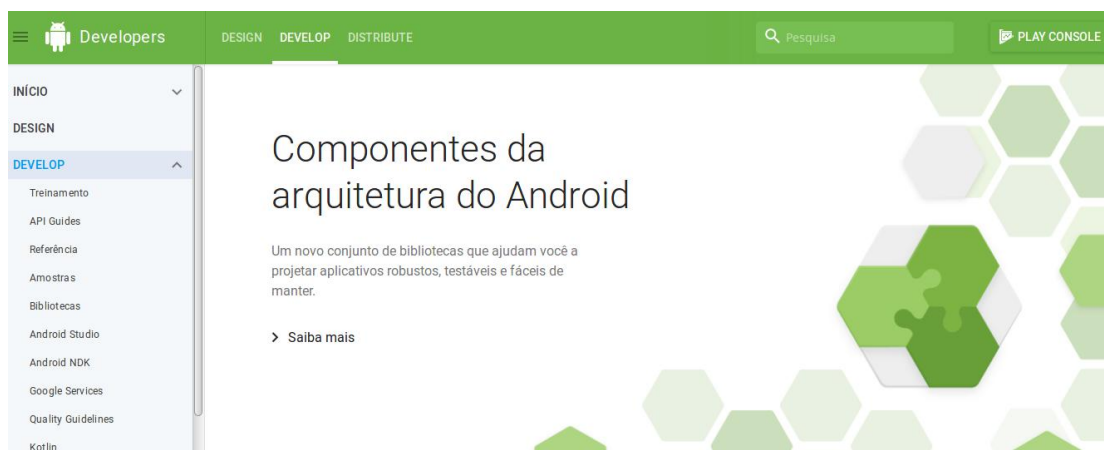 Developers
DESIGN DEVELOP DISTRIBUTE
Pesquisa
PLAY CONSOLE
INÍCIO
DESIGN
DEVELOP
Treinamento
API Guides
Referência
Amostras
Bibliotecas
Android Studio
Android NDK
Google Services
Quality Guidelines
Kotlin
Componentes da
arquitetura do Android
Um novo conjunto de bibliotecas que ajudam você a
projetar aplicativos robustos, testáveis e fáceis de
manter.
Saiba mais